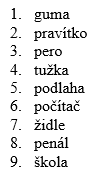 1. guma
2. pravítko
3. pero
4. tužka
5. podlaha
6. počítač
7. židle
8. penál
9. škola